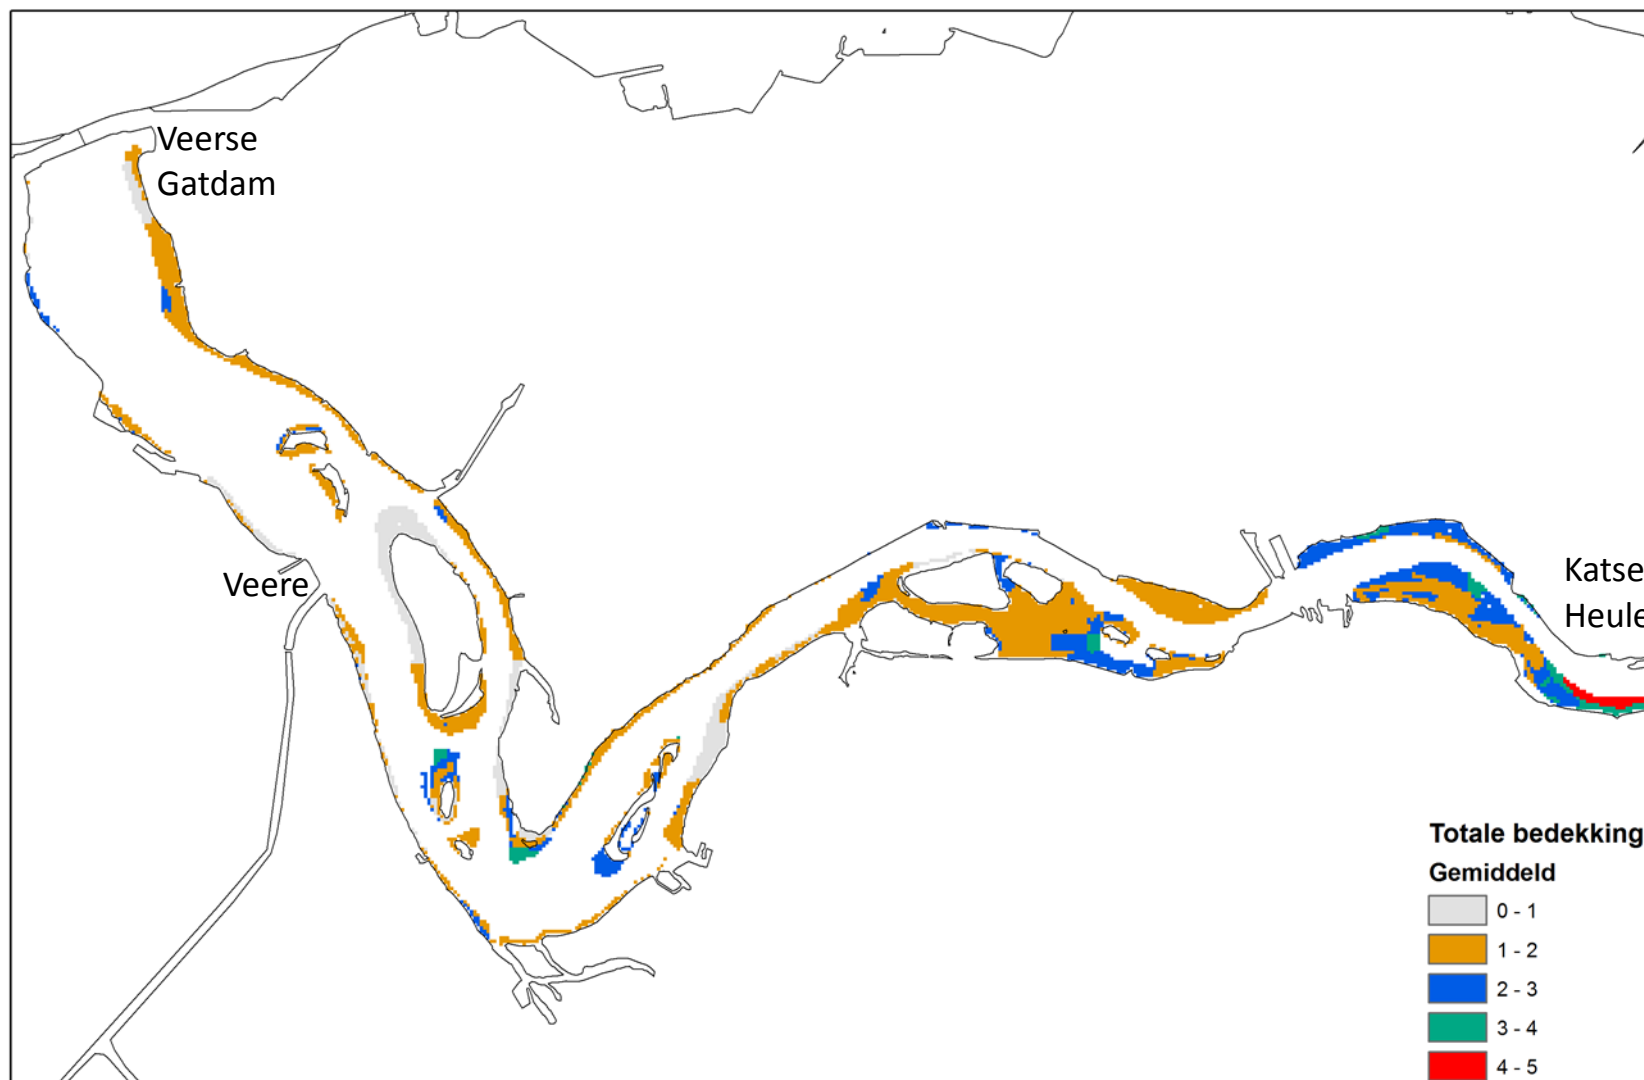 Veerse
Gatdam
Veere
Katse
Heule
Totale bedekking
Gemiddeld
0 - 1
1 - 2
2 - 3
3 - 4
4 - 5